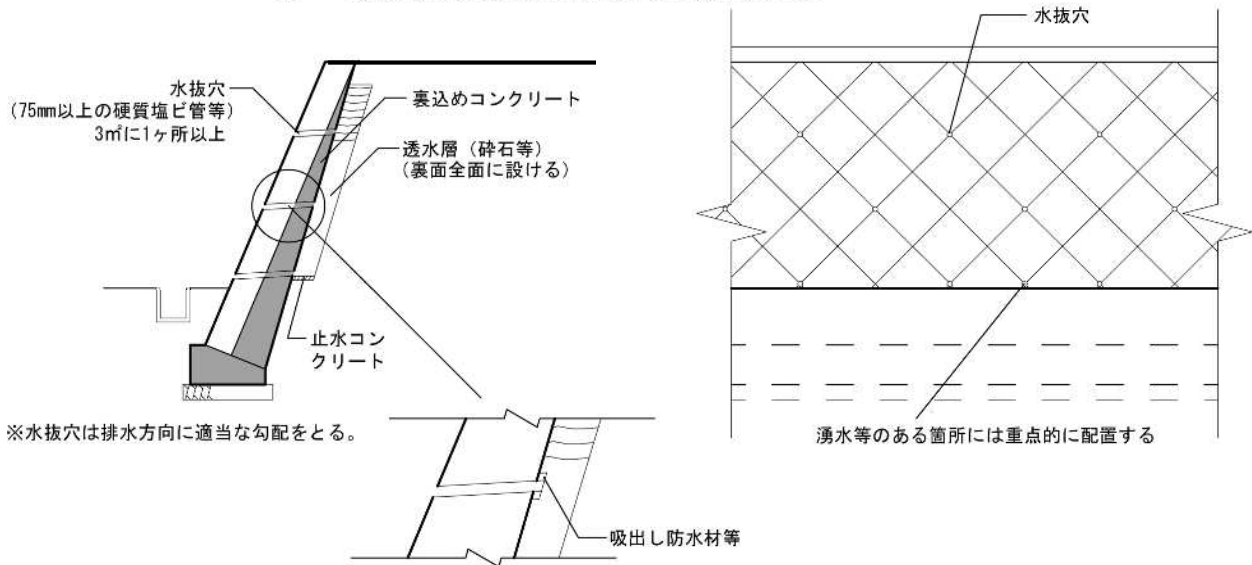 水抜穴
(75mm以上の硬質塩ビ管等)
3㎡に1ヶ所以上
裏込めコンクリート
透水層（砕石等）
(裏面全面に設ける)
止水コン
クリート
※水抜穴は排水方向に適当な勾配をとる。
吸出し防水材等
水抜穴
湧水等のある箇所には重点的に配置する